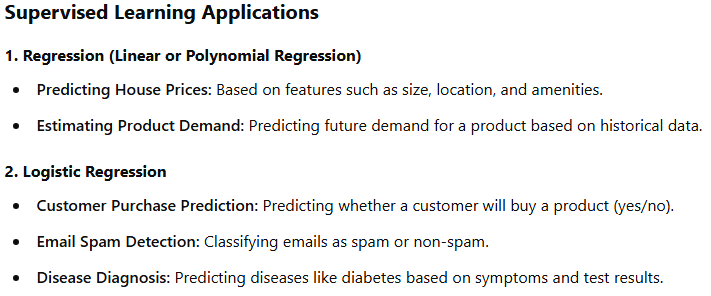 Supervised Learning Applications
1. Regression (Linear or Polynomial Regression)
• Predicting House Prices: Based on features such as size, location, and amenities.
• Estimating Product Demand: Predicting future demand for a product based on historical data.
2. Logistic Regression
• Customer Purchase Prediction: Predicting whether a customer will buy a product (yes/no).
• Email Spam Detection: Classifying emails as spam or non-spam.
• Disease Diagnosis: Predicting diseases like diabetes based on symptoms and test results.